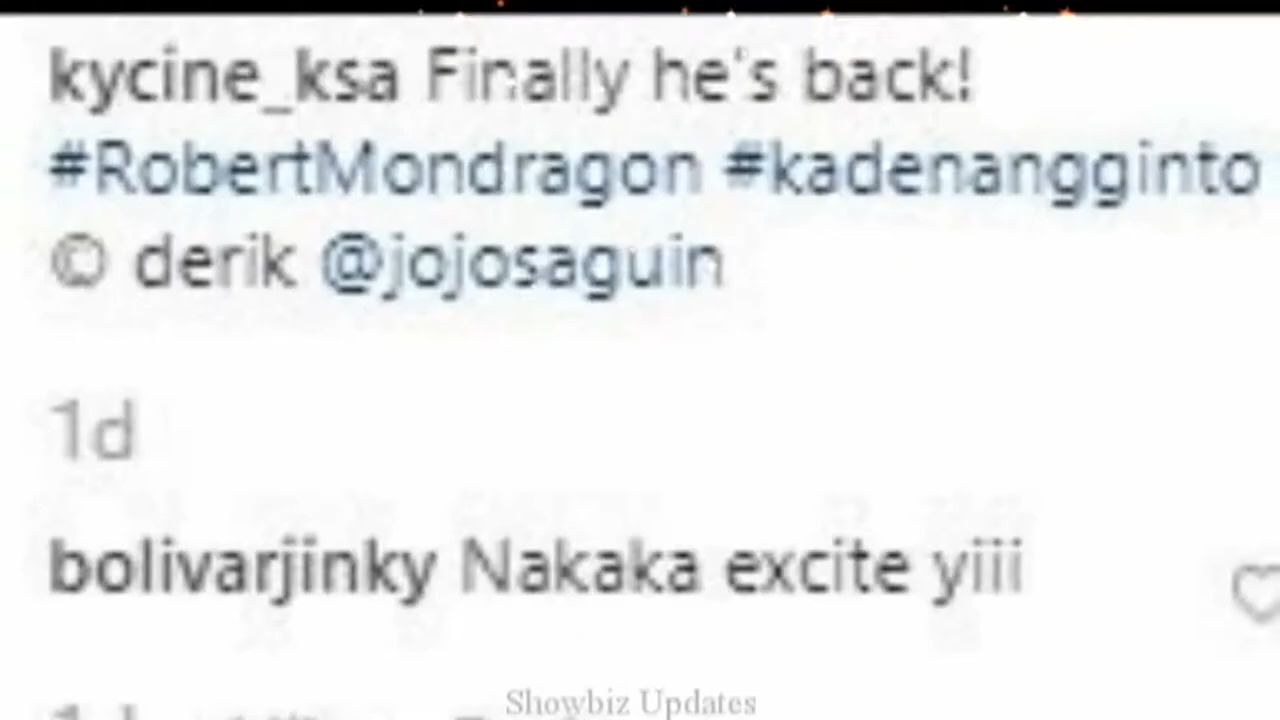 kycine_ksa Finally he's back!
#RobertMondragon #kadenangginto
© derik @jojosaguin
1d
bolivarjinky Nakaka excite yiii
Showbiz Updates